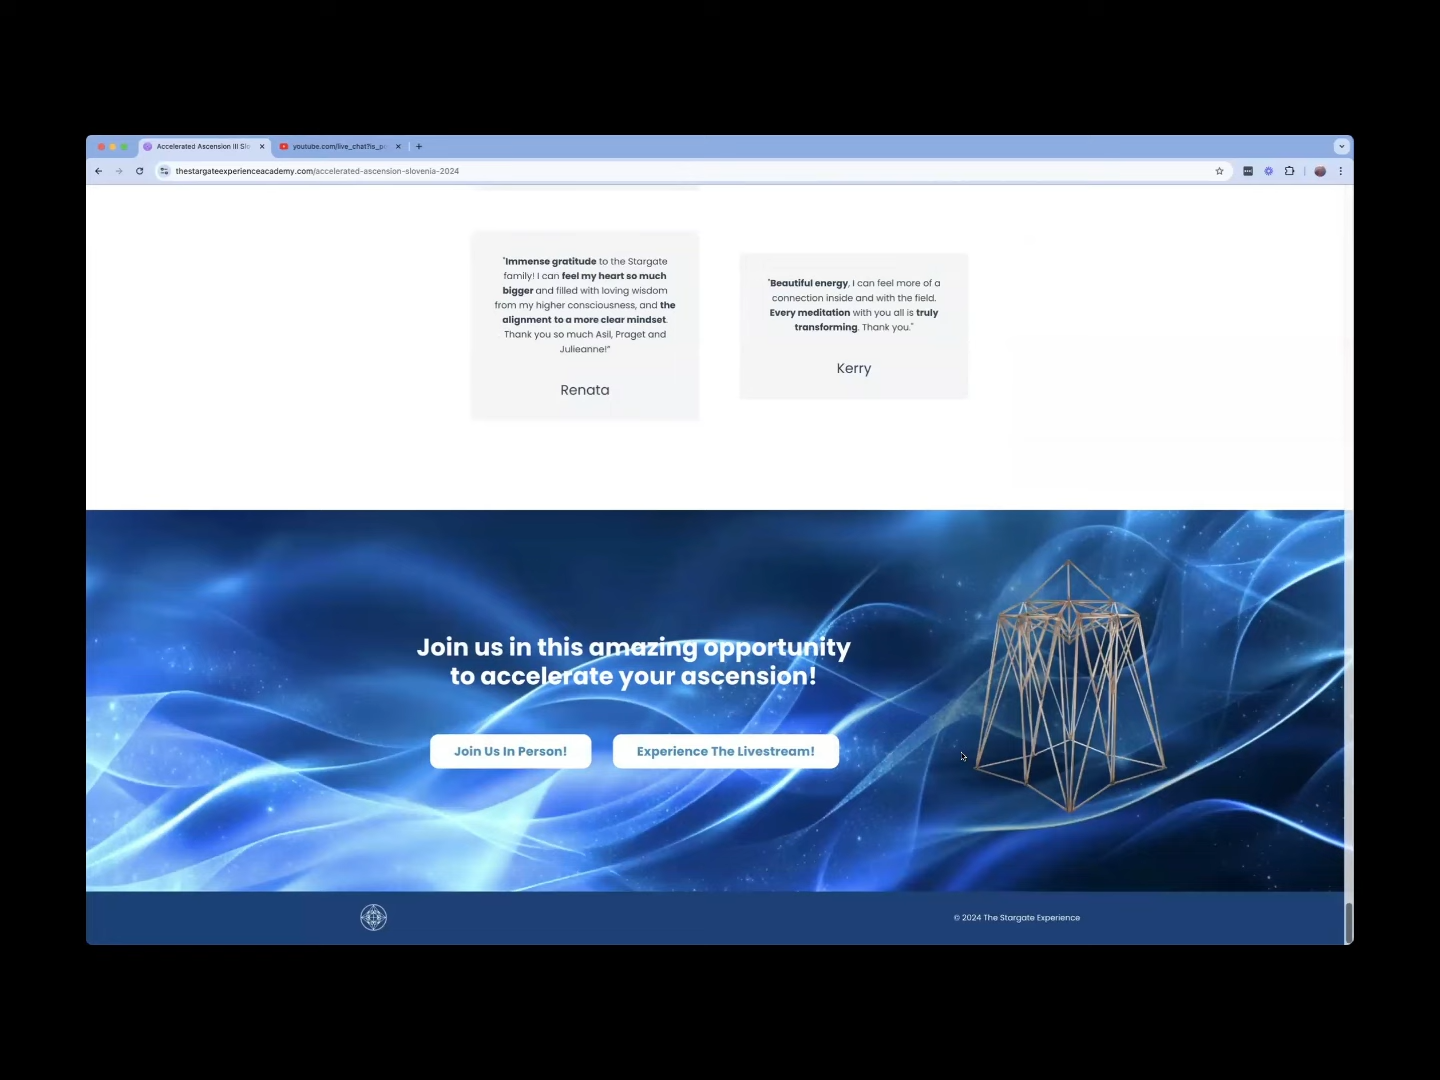 Accelerated Ascension III Slo
youtube.com/live_chat?is_p
thestargateexperienceacademy.com/accelerated-ascension-slovenia-2024
"Immense gratitude to the Stargate
family! I can feel my heart so much
bigger and filled with loving wisdom
from my higher consciousness, and the
alignment to a more clear mindset.
Thank you so much Asil, Praget and
Julieanne!"
Renata
"Beautiful energy, I can feel more of a
connection inside and with the field.
Every meditation with you all is truly
transforming. Thank you."
Kerry
Join us in this amazing opportunity
to accelerate your ascension!
Join Us In Person!
Experience The Livestream!
© 2024 The Stargate Experience